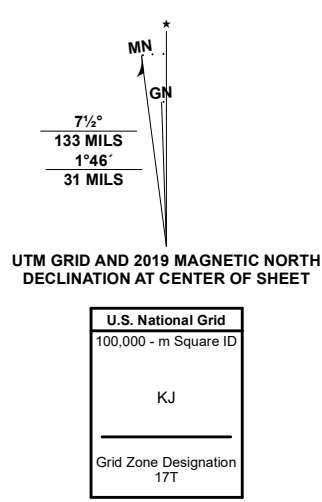 MN
GN
7½°
133 MILS
1°46´
31 MILS
UTM GRID AND 2019 MAGNETIC NORTH
DECLINATION AT CENTER OF SHEET
U.S. National Grid
100,000 - m Square ID
KJ
Grid Zone Designation
17T